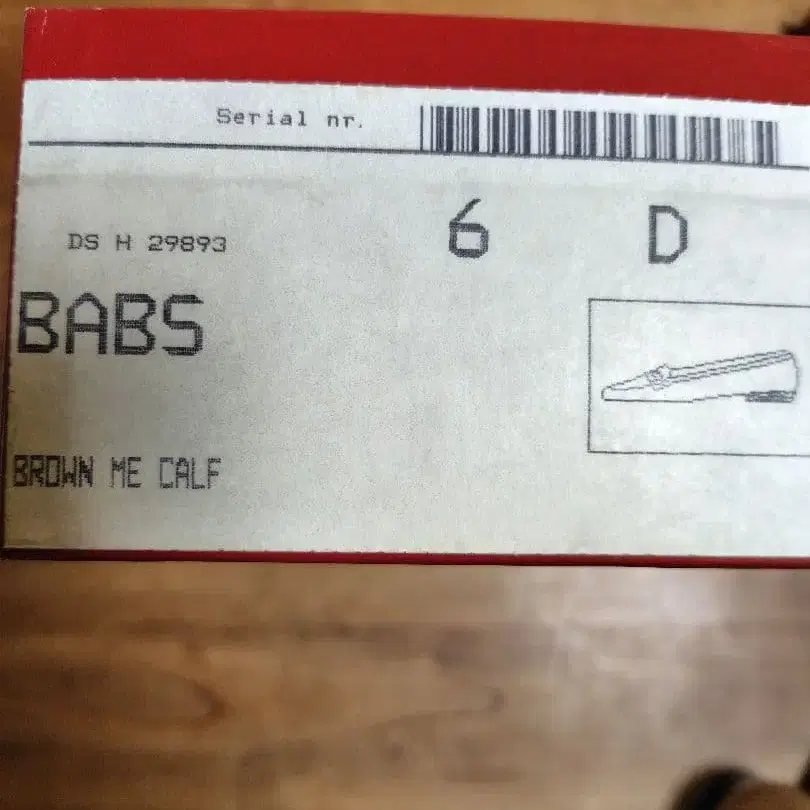 Serial nr.
DS H 29893
6 D
BABS
BROWN ME CALF